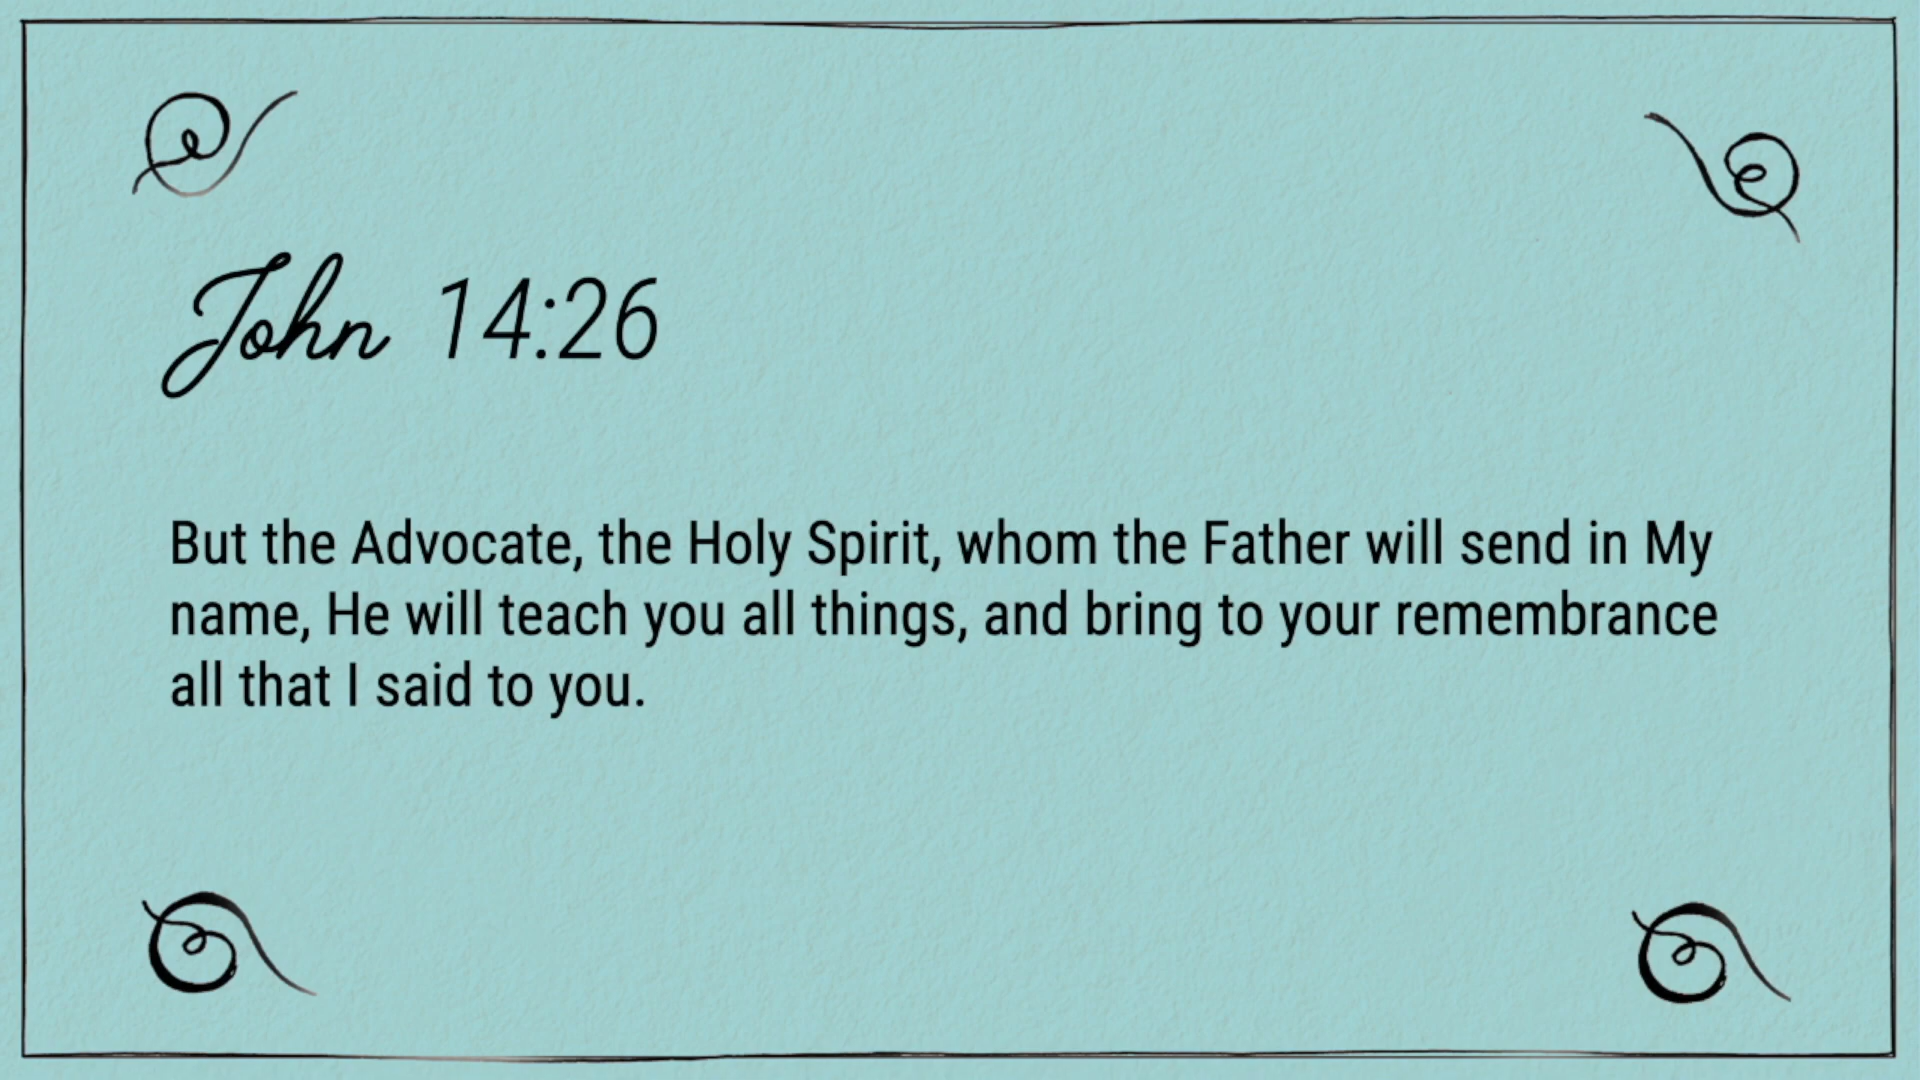 John 14:26
But the Advocate, the Holy Spirit, whom the Father will send in My
name, He will teach you all things, and bring to your remembrance
all that I said to you.